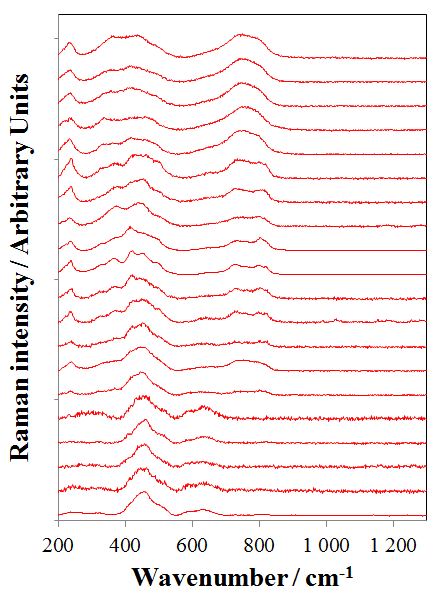 Raman intensity / Arbitrary Units
200 400 600 800 1 000 1 200
Wavenumber / cm-1